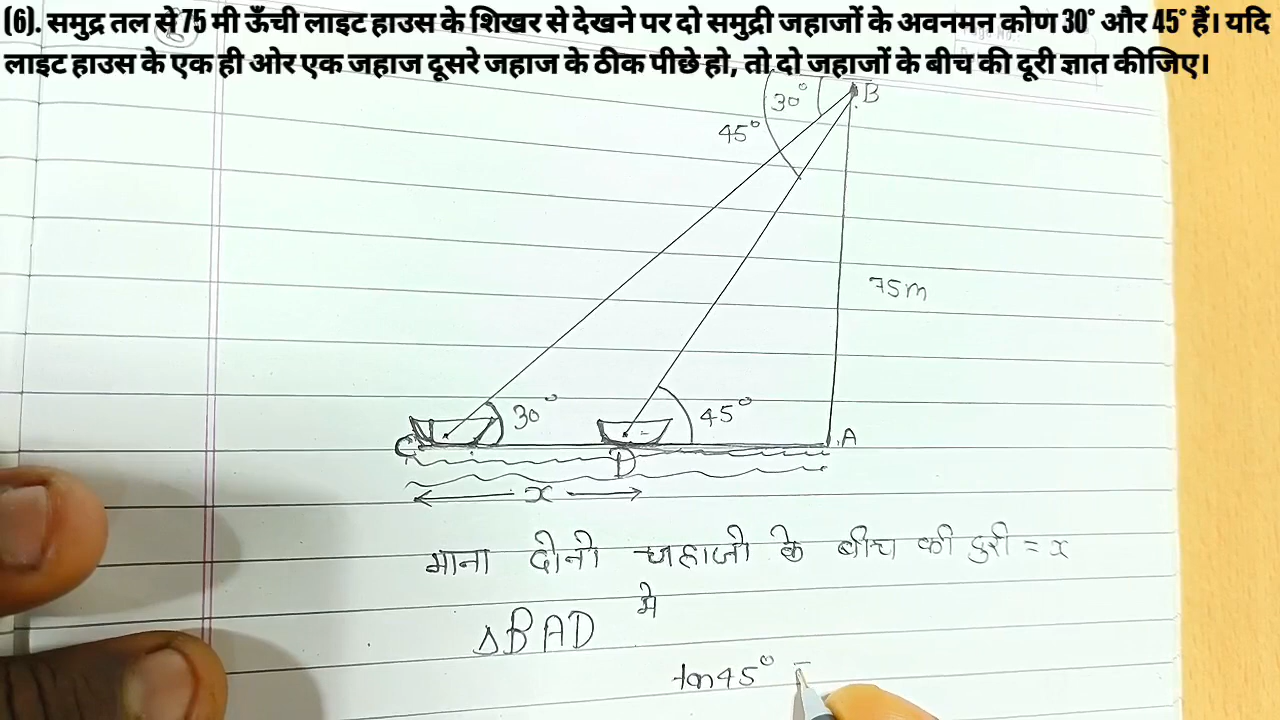 (6). समुद्र तल से 75 मी ऊँची लाइट हाउस के शिखर से देखने पर दो समुद्री जहाजों के अवनमन कोण 30° और 45° हैं। यदि
लाइट हाउस के एक ही ओर एक जहाज दूसरे जहाज के ठीक पीछे हो, तो दो जहाजों के बीच की दूरी ज्ञात कीजिए।
30° B
45°
75m
30° 45°
C D A
x
माना दोनो जहाजो के बीच की दुरी = x
△BAD मे
tan45°